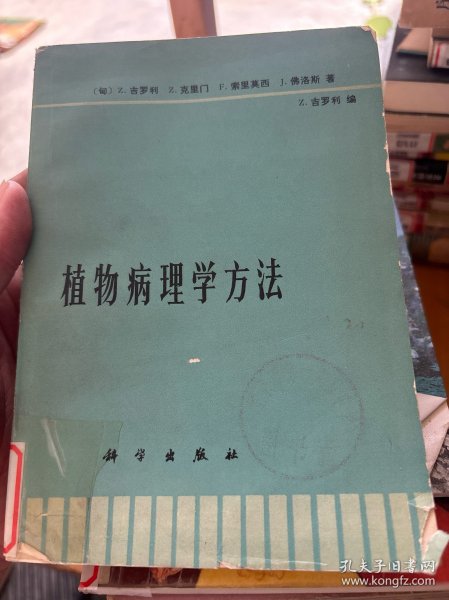 〔匈〕Z. 吉罗利 Z. 克里门 F. 索里莫西 J. 佛洛斯 著
Z. 吉罗利 编
植物病理学方法
科学出版社
孔夫子旧书网
www.kongfz.com